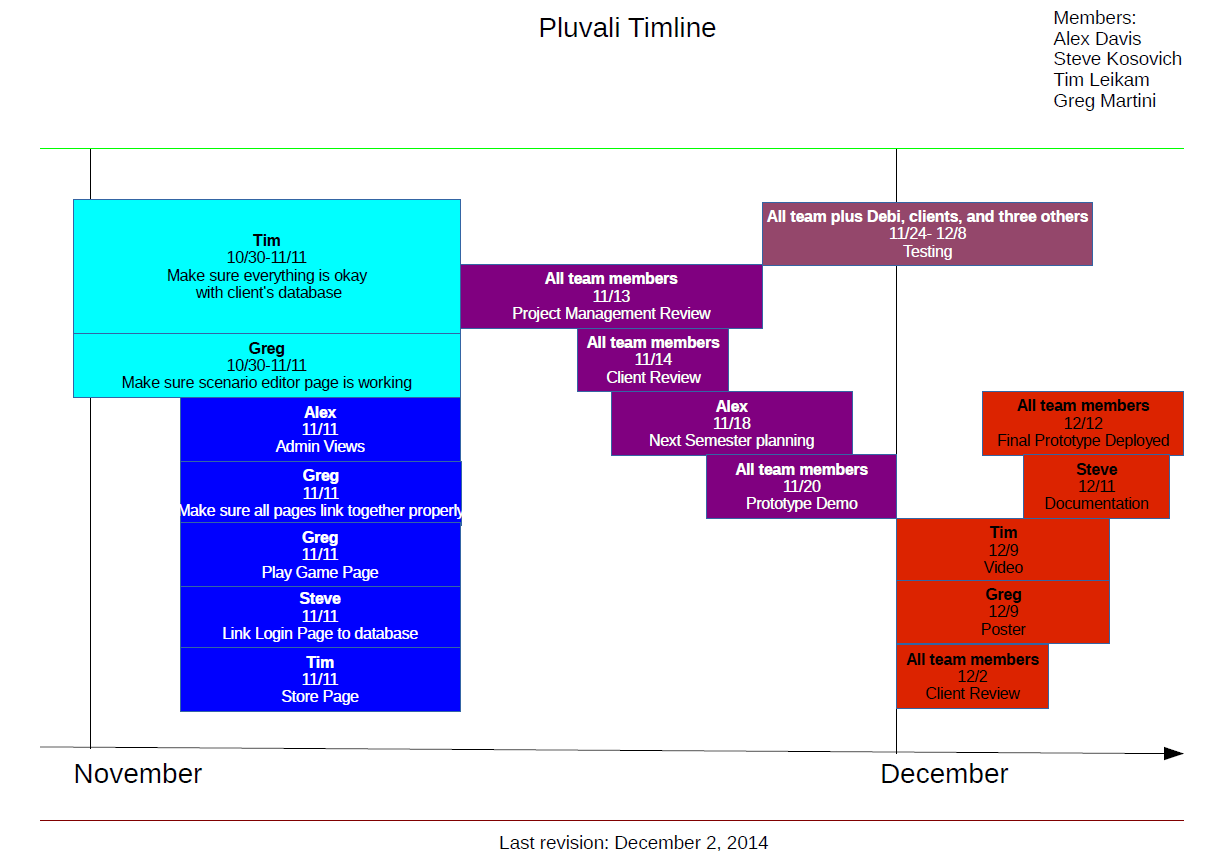 Pluvali Timline
Members:
Alex Davis
Steve Kosovich
Tim Leikam
Greg Martini
Tim
10/30-11/11
Make sure everything is okay
with client's database
Greg
10/30-11/11
Make sure scenario editor page is working
Alex
11/11
Admin Views
Greg
11/11
Make sure all pages link together properly
Greg
11/11
Play Game Page
Steve
11/11
Link Login Page to database
Tim
11/11
Store Page
All team members
11/13
Project Management Review
All team members
11/14
Client Review
Alex
11/18
Next Semester planning
All team members
11/20
Prototype Demo
All team plus Debi, clients, and three others
11/24- 12/8
Testing
All team members
12/12
Final Prototype Deployed
Steve
12/11
Documentation
Tim
12/9
Video
Greg
12/9
Poster
All team members
12/2
Client Review
November
December
Last revision: December 2, 2014